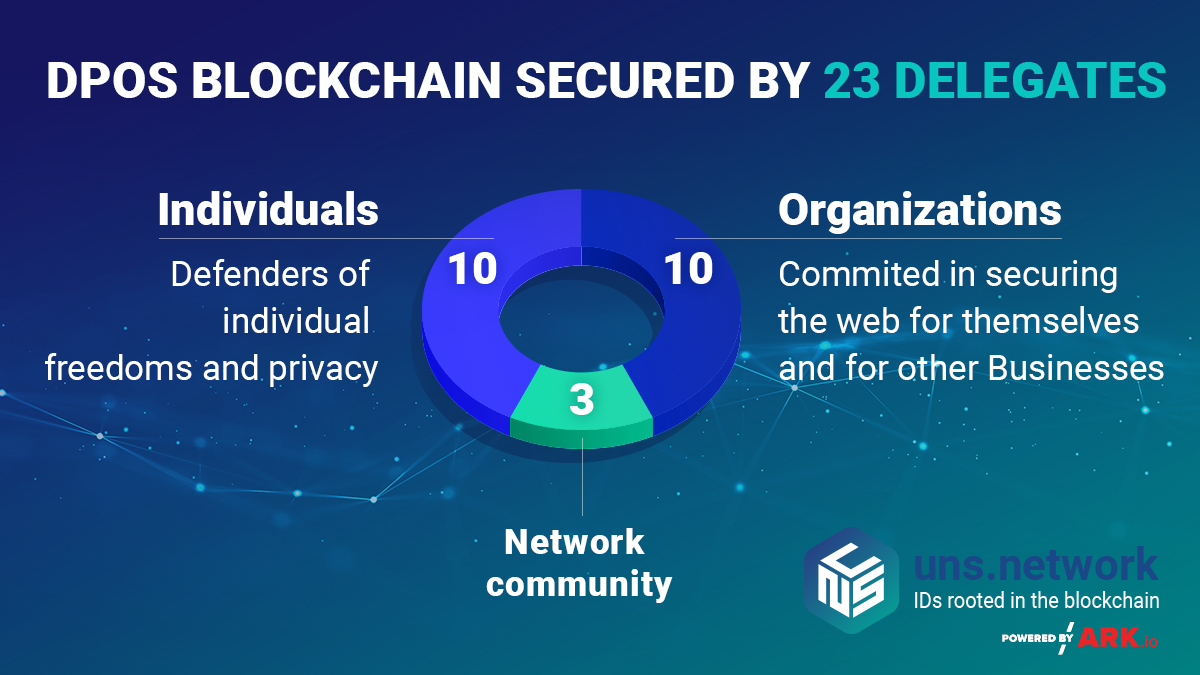 DPOS BLOCKCHAIN SECURED BY 23 DELEGATES
Individuals
Defenders of
individual
freedoms and privacy
10
10
3
Organizations
Commited in securing
the web for themselves
and for other Businesses
Network
community
UNS
uns.network
IDs rooted in the blockchain
POWERED BY ARK.io